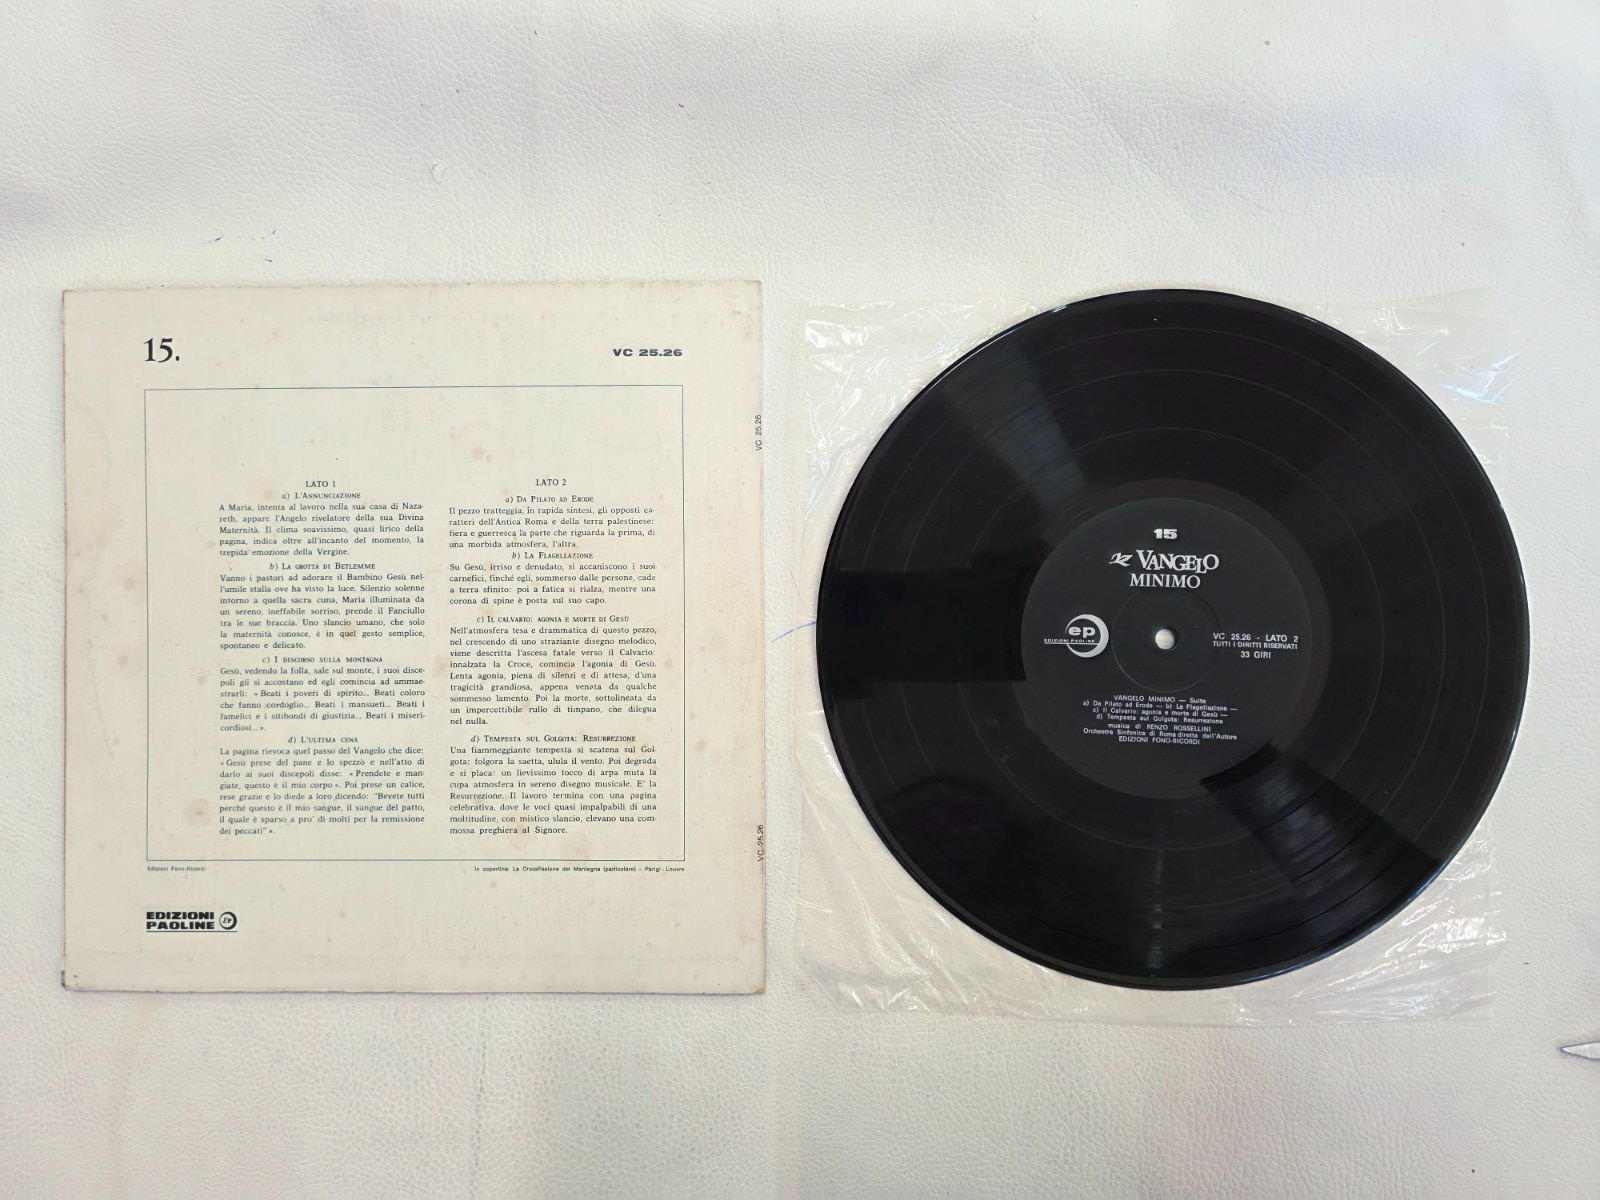 15.
VC 25.26
LATO 1
a) L'ANNUNCIAZIONE
A Maria, intenta al lavoro nella sua casa di Naza-
reth, appare l'Angelo rivelatore della sua Divina
Maternità. Il clima soavissimo, quasi lirico della
pagina, indica oltre all'incanto del momento, la
trepida emozione della Vergine.
b) LA GROTTA DI BETLEMME
Vanno i pastori ad adorare il Bambino Gesù nel-
l'umile stalla ove ha visto la luce. Silenzio solenne
intorno a quella sacra cuna, Maria illuminata da
un sereno, ineffabile sorriso, prende il Fanciullo
tra le sue braccia. Uno slancio umano, che solo
la maternità conosce, è in quel gesto semplice,
spontaneo e delicato.
c) I DISCORSO SULLA MONTAGNA
Gesù, vedendo la folla, sale sul monte, i suoi disce-
poli gli si accostano ed egli comincia ad ammae-
strarli: «Beati i poveri di spirito... Beati coloro
che fanno cordoglio... Beati i mansueti... Beati i
famelici e i sitibondi di giustizia... Beati i miseri-
cordiosi...».
d) L'ULTIMA CENA
La pagina rievoca quel passo del Vangelo che dice:
«Gesù prese del pane e lo spezzò e nell'atto di
darlo ai suoi discepoli disse: «Prendete e man-
giate, questo è il mio corpo». Poi prese un calice,
rese grazie e lo diede a loro dicendo: "Bevete tutti
perché questo è il mio sangue, il sangue del patto,
il quale è sparso a pro' di molti per la remissione
dei peccati"».
LATO 2
a) DA PILATO AD ERODE
Il pezzo tratteggia, in rapida sintesi, gli opposti ca-
ratteri dell'Antica Roma e della terra palestinese:
fiera e guerresca la parte che riguarda la prima, di
una morbida atmosfera, l'altra.
b) LA FLAGELLAZIONE
Su Gesù, irriso e denudato, si accaniscono i suoi
carnefici, finché egli, sommerso dalle persone, cade
a terra sfinito: poi a fatica si rialza, mentre una
corona di spine è posta sul suo capo.
c) IL CALVARIO: AGONIA E MORTE DI GESÙ
Nell'atmosfera tesa e drammatica di questo pezzo,
nel crescendo di uno straziante disegno melodico,
viene descritta l'ascesa fatale verso il Calvario:
innalzata la Croce, comincia l'agonia di Gesù.
Lenta agonia, piena di silenzi e di attesa, d'una
tragicità grandiosa, appena venata da qualche
sommesso lamento. Poi la morte, sottolineata da
un impercettibile rullo di timpano, che dilegua
nel nulla.
d) TEMPESTA SUL GOLGOTA: RESURREZIONE
Una fiammeggiante tempesta si scatena sul Gol-
gota: folgora la saetta, ulula il vento. Poi degrada
e si placa: un lievissimo tocco di arpa muta la
cupa atmosfera in sereno disegno musicale. E' la
Resurrezione. Il lavoro termina con una pagina
celebrativa, dove le voci quasi impalpabili di una
moltitudine, con mistico slancio, elevano una com-
mossa preghiera al Signore.
Edizioni Fono-Ricordi
In copertina: La Crocefissione del Mantegna (particolare) - Parigi - Louvre
EDIZIONI
PAOLINE EP
VC 25.26
VC 25.26
15
IL VANGELO
MINIMO
ep
EDIZIONI PAOLINE
VC 25.26 - LATO 2
TUTTI I DIRITTI RISERVATI
33 GIRI
VANGELO MINIMO — Suite
a) Da Pilato ad Erode — b) La Flagellazione —
c) Il Calvario: agonia e morte di Gesù —
d) Tempesta sul Golgota: Resurrezione
musica di RENZO ROSSELLINI
Orchestra Sinfonica di Roma diretta dall'Autore
EDIZIONI FONO-RICORDI